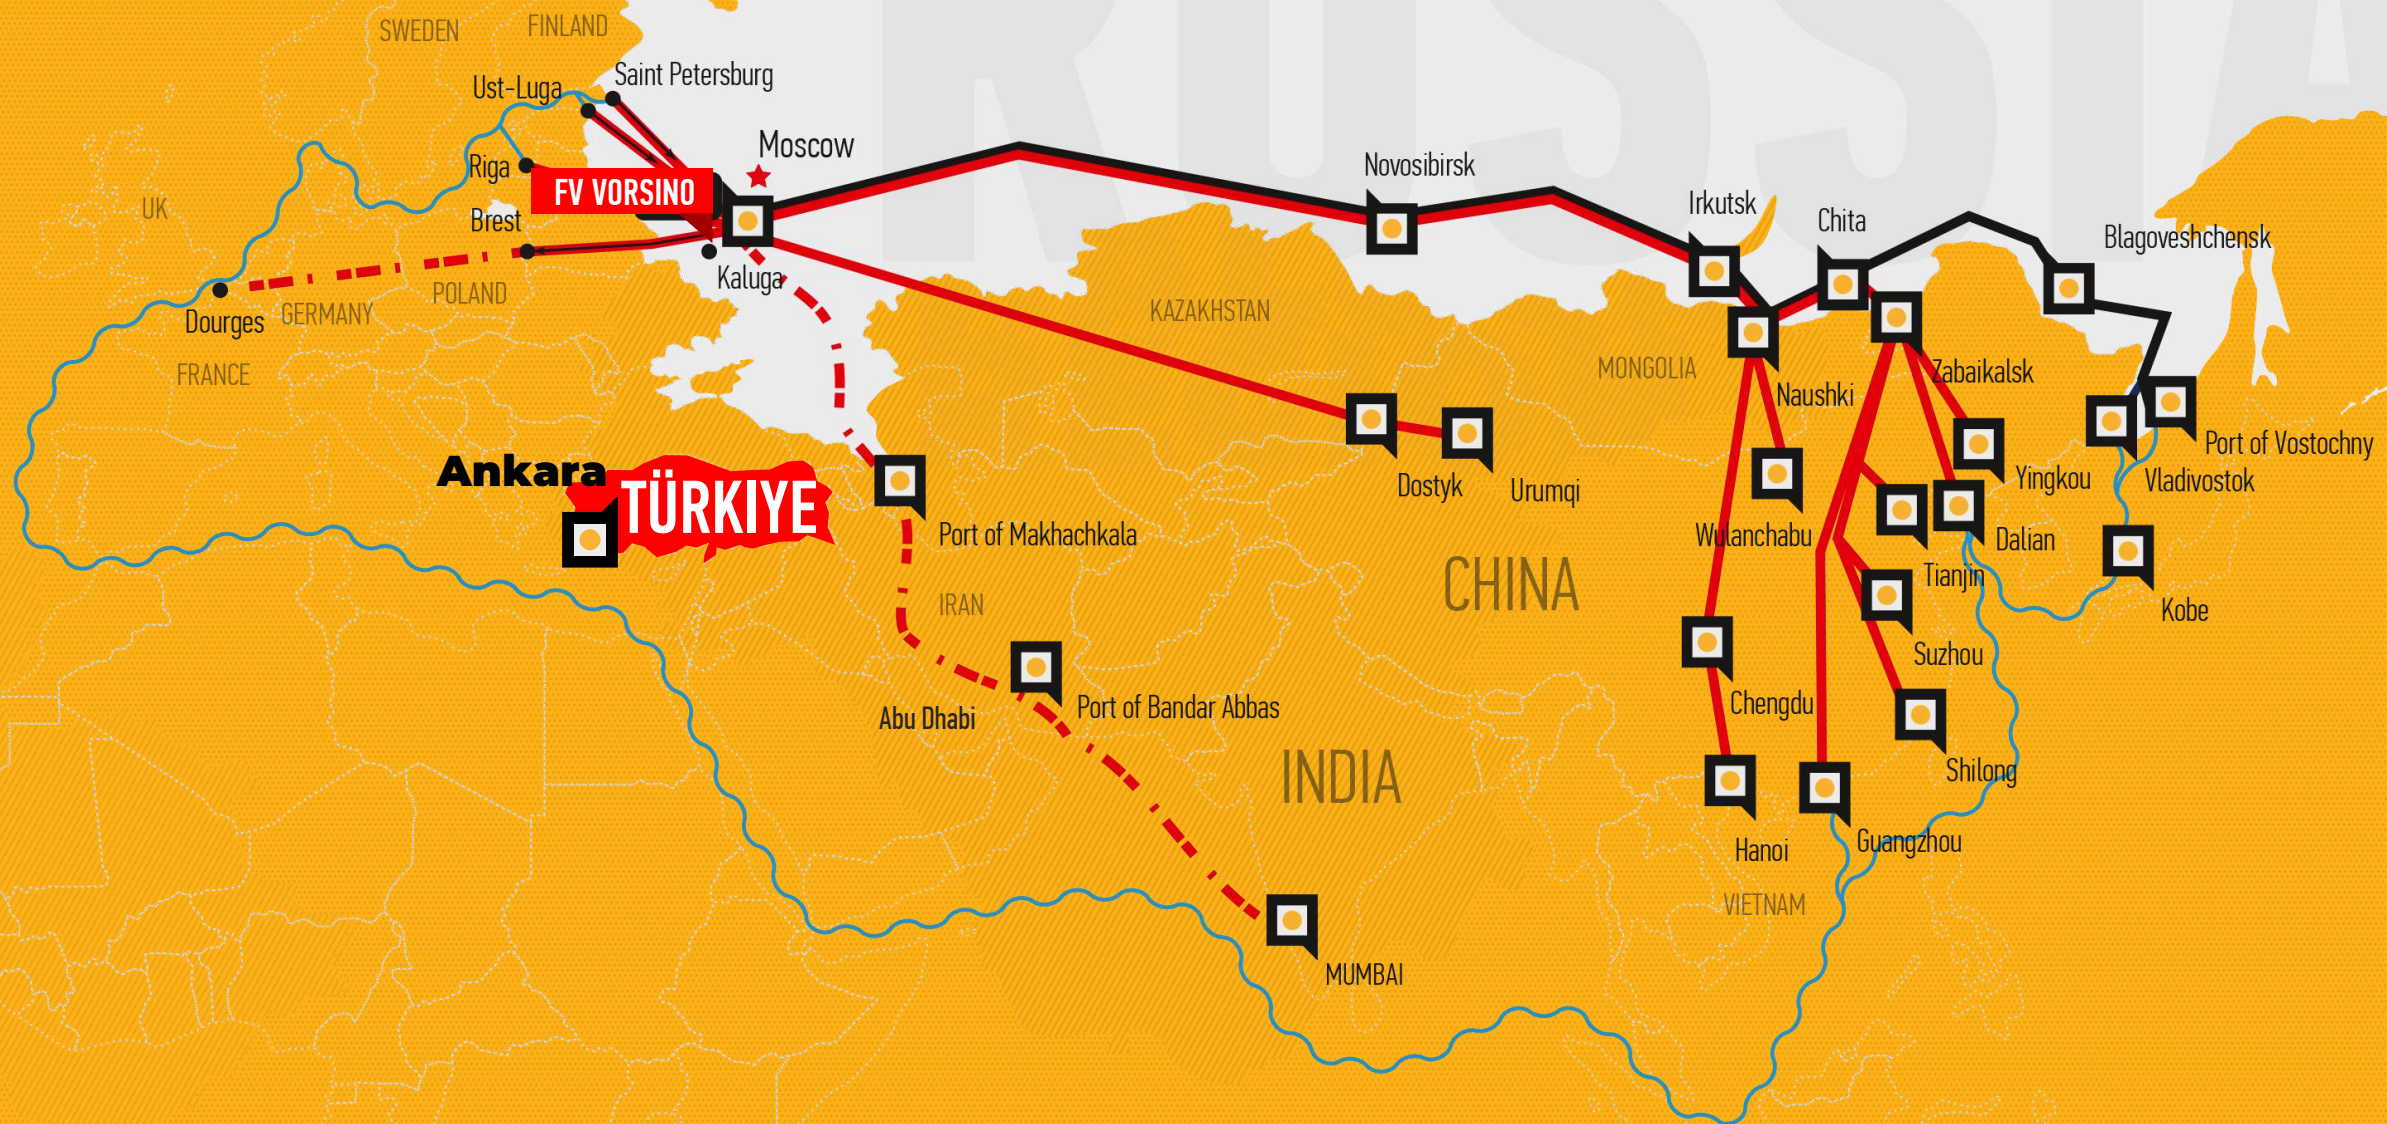 RUSSIA
SWEDEN
FINLAND
Saint Petersburg
Ust-Luga
Moscow
Riga
FV VORSINO
Novosibirsk
Irkutsk
Chita
Blagoveshchensk
UK
Brest
Kaluga
POLAND
GERMANY
Dourges
KAZAKHSTAN
FRANCE
MONGOLIA
Zabaikalsk
Naushki
Port of Vostochny
Ankara
TÜRKIYE
Dostyk
Urumqi
Yingkou
Vladivostok
Port of Makhachkala
Wulanchabu
Dalian
CHINA
Tianjin
IRAN
Kobe
Suzhou
Abu Dhabi
Port of Bandar Abbas
Chengdu
INDIA
Shilong
Hanoi
Guangzhou
VIETNAM
MUMBAI